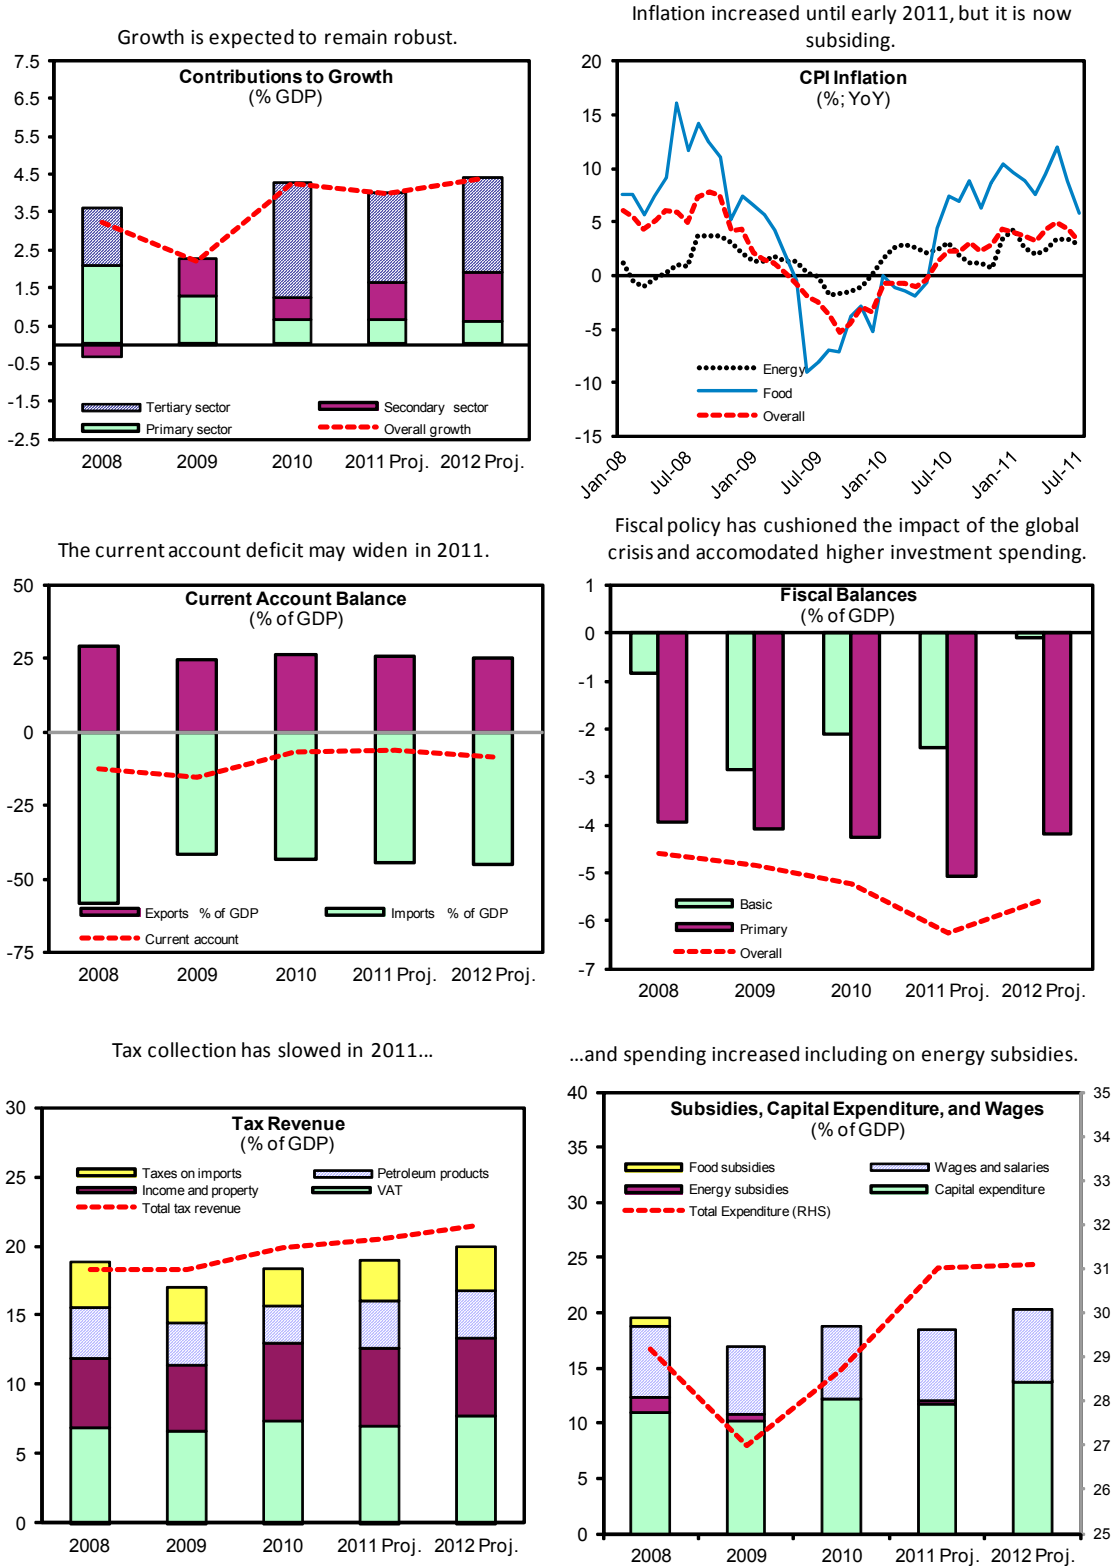 Growth is expected to remain robust.
Contributions to Growth
(% GDP)
7.5
6.5
5.5
4.5
3.5
2.5
1.5
0.5
-0.5
-1.5
-2.5
Tertiary sector
Secondary sector
Primary sector
Overall growth
2008
2009
2010
2011 Proj.
2012 Proj.
Inflation increased until early 2011, but it is now
subsiding.
CPI Inflation
(%; YoY)
20
15
10
5
0
-5
-10
-15
Energy
Food
Overall
Jan-08
Jul-08
Jan-09
Jul-09
Jan-10
Jul-10
Jan-11
Jul-11
The current account deficit may widen in 2011.
Current Account Balance
(% of GDP)
50
25
0
-25
-50
-75
Exports % of GDP
Imports % of GDP
Current account
2008
2009
2010
2011 Proj.
2012 Proj.
Fiscal policy has cushioned the impact of the global
crisis and accomodated higher investment spending.
Fiscal Balances
(% of GDP)
1
0
-1
-2
-3
-4
-5
-6
-7
Basic
Primary
Overall
2008
2009
2010
2011 Proj.
2012 Proj.
Tax collection has slowed in 2011...
Tax Revenue
(% of GDP)
30
25
20
15
10
5
0
Taxes on imports
Petroleum products
Income and property
VAT
Total tax revenue
2008
2009
2010
2011 Proj.
2012 Proj.
...and spending increased including on energy subsidies.
Subsidies, Capital Expenditure, and Wages
(% of GDP)
40
35
30
25
20
15
10
5
0
Food subsidies
Wages and salaries
Energy subsidies
Capital expenditure
Total Expenditure (RHS)
35
34
33
32
31
30
29
28
27
26
25
2008
2009
2010
2011 Proj.
2012 Proj.